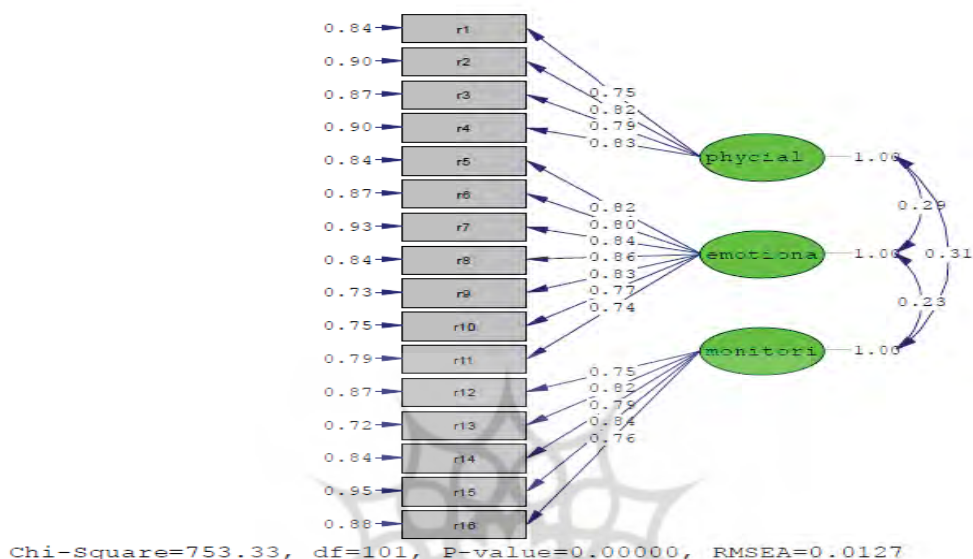 0.84 r1
0.90 r2
0.87 r3
0.90 r4
0.84 r5
0.87 r6
0.93 r7
0.84 r8
0.73 r9
0.75 r10
0.79 r11
0.87 r12
0.72 r13
0.84 r14
0.95 r15
0.88 r16
0.75
0.82
0.79
0.83
0.82
0.80
0.84
0.86
0.83
0.77
0.74
0.75
0.82
0.79
0.84
0.76
phycial 1.00
emotiona 1.00
monitori 1.00
0.29
0.31
0.23
Chi-Square=753.33, df=101, P-value=0.00000, RMSEA=0.0127